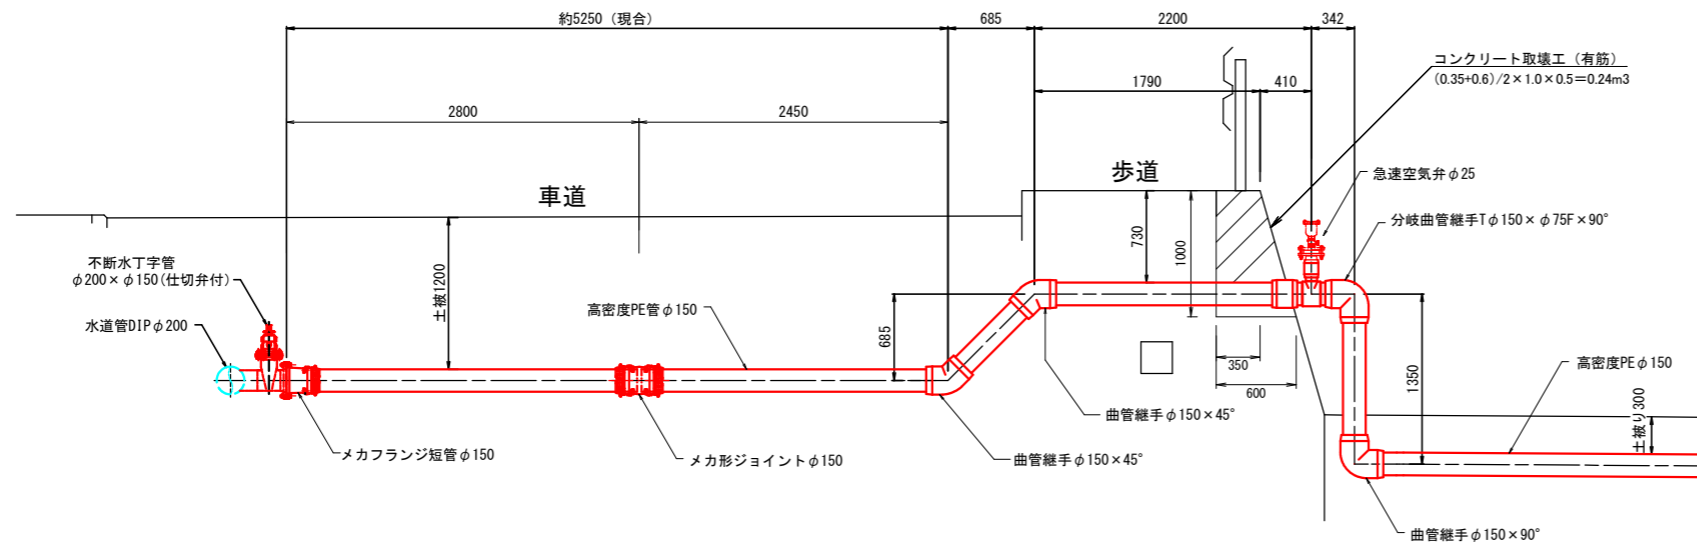 約5250（現合）
685
2200
342
コンクリート取壊工（有筋）
(0.35+0.6)/2×1.0×0.5=0.24m3
1790
410
2800
2450
車道
歩道
急速空気弁φ25
分岐曲管継手Tφ150×φ75F×90°
730
1000
不断水丁字管
φ200×φ150(仕切弁付)
土被1200
水道管DIPφ200
高密度PE管φ150
685
350
600
1350
高密度PEφ150
土被り300
曲管継手φ150×45°
メカフランジ短管φ150
メカ形ジョイントφ150
曲管継手φ150×45°
曲管継手φ150×90°